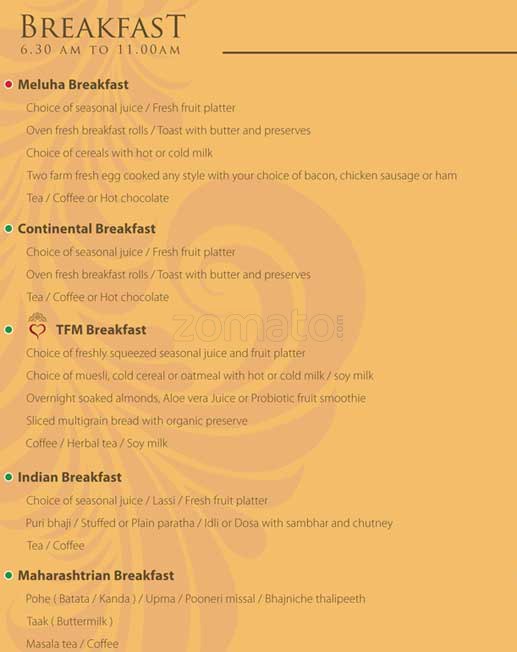 BREAKFAST
6.30 AM TO 11.00AM
Meluha Breakfast
Choice of seasonal juice / Fresh fruit platter
Oven fresh breakfast rolls / Toast with butter and preserves
Choice of cereals with hot or cold milk
Two farm fresh egg cooked any style with your choice of bacon, chicken sausage or ham
Tea / Coffee or Hot chocolate
Continental Breakfast
Choice of seasonal juice / Fresh fruit platter
Oven fresh breakfast rolls / Toast with butter and preserves
Tea / Coffee or Hot chocolate
TFM Breakfast
zomato.com
Choice of freshly squeezed seasonal juice and fruit platter
Choice of muesli, cold cereal or oatmeal with hot or cold milk / soy milk
Overnight soaked almonds, Aloe vera Juice or Probiotic fruit smoothie
Sliced multigrain bread with organic preserve
Coffee / Herbal tea / Soy milk
Indian Breakfast
Choice of seasonal juice / Lassi / Fresh fruit platter
Puri bhaji / Stuffed or Plain paratha / Idli or Dosa with sambhar and chutney
Tea / Coffee
Maharashtrian Breakfast
Pohe ( Batata / Kanda ) / Upma / Pooneri missal / Bhajniche thalipeeth
Taak ( Buttermilk )
Masala tea / Coffee